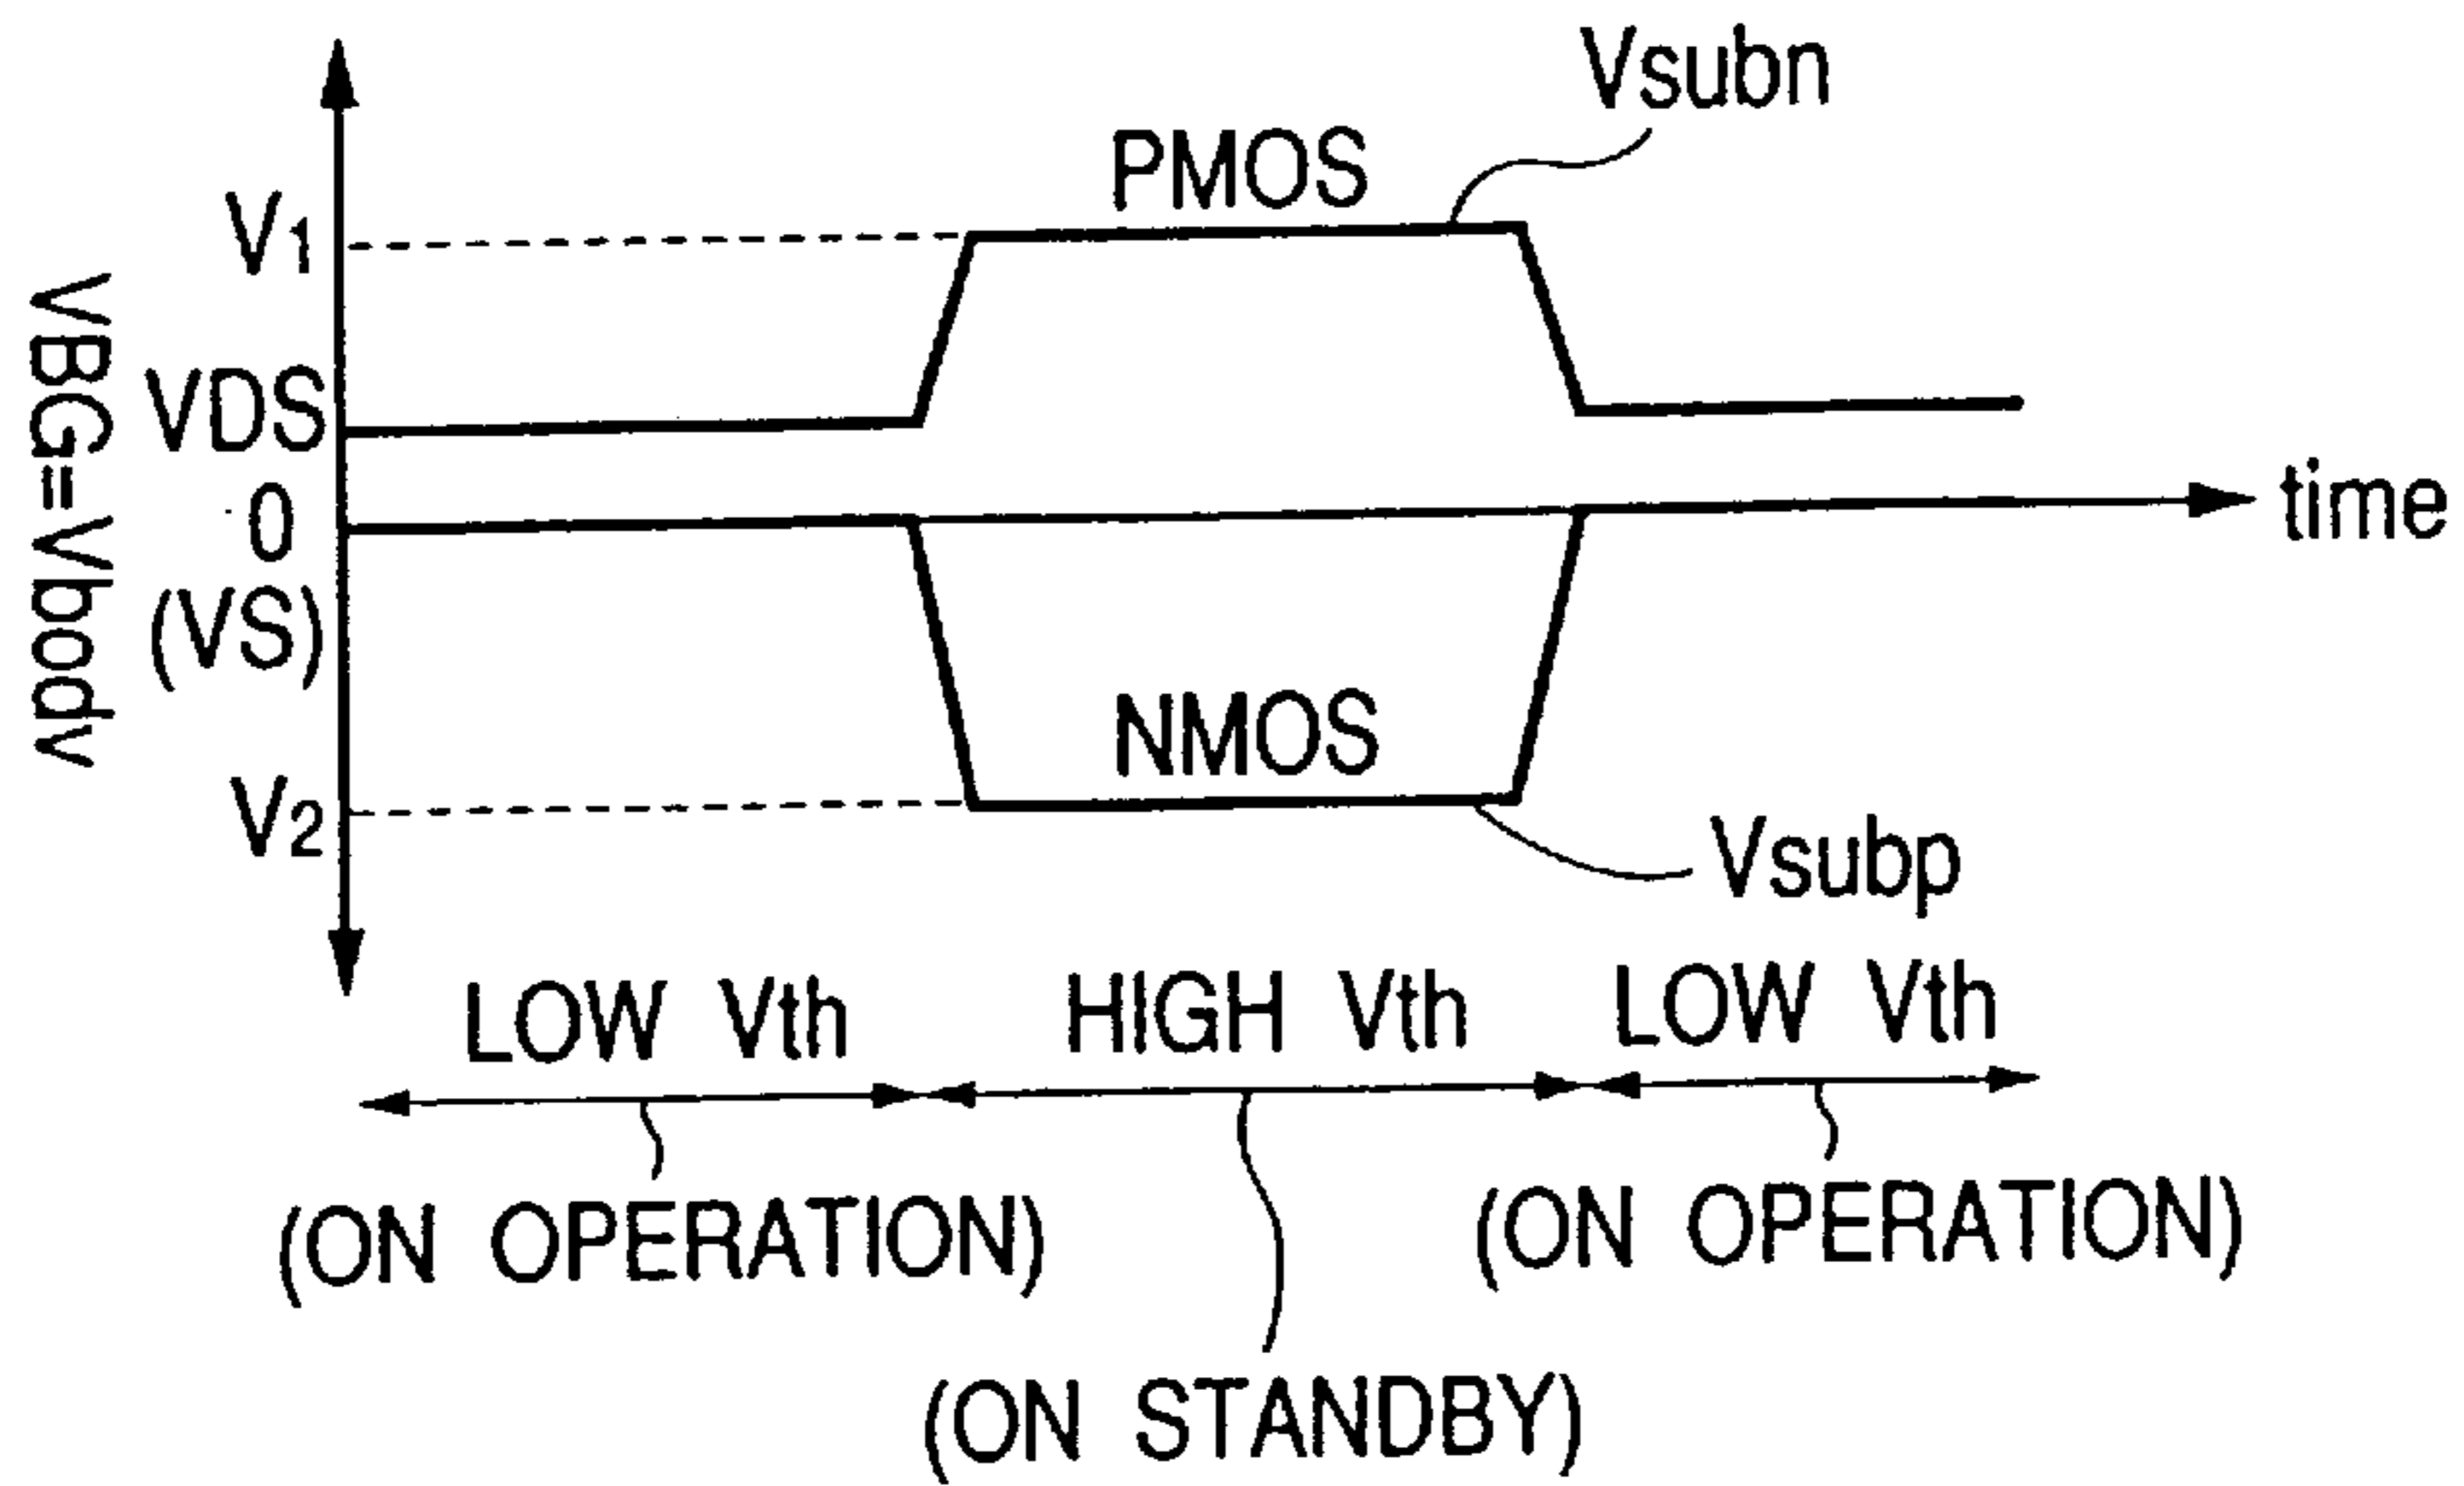 Vsubn
PMOS
V1
VBG=Vbody
VDS
0
time
(VS)
NMOS
V2
Vsubp
LOW Vth
HIGH Vth
LOW Vth
(ON OPERATION)
(ON OPERATION)
(ON STANDBY)